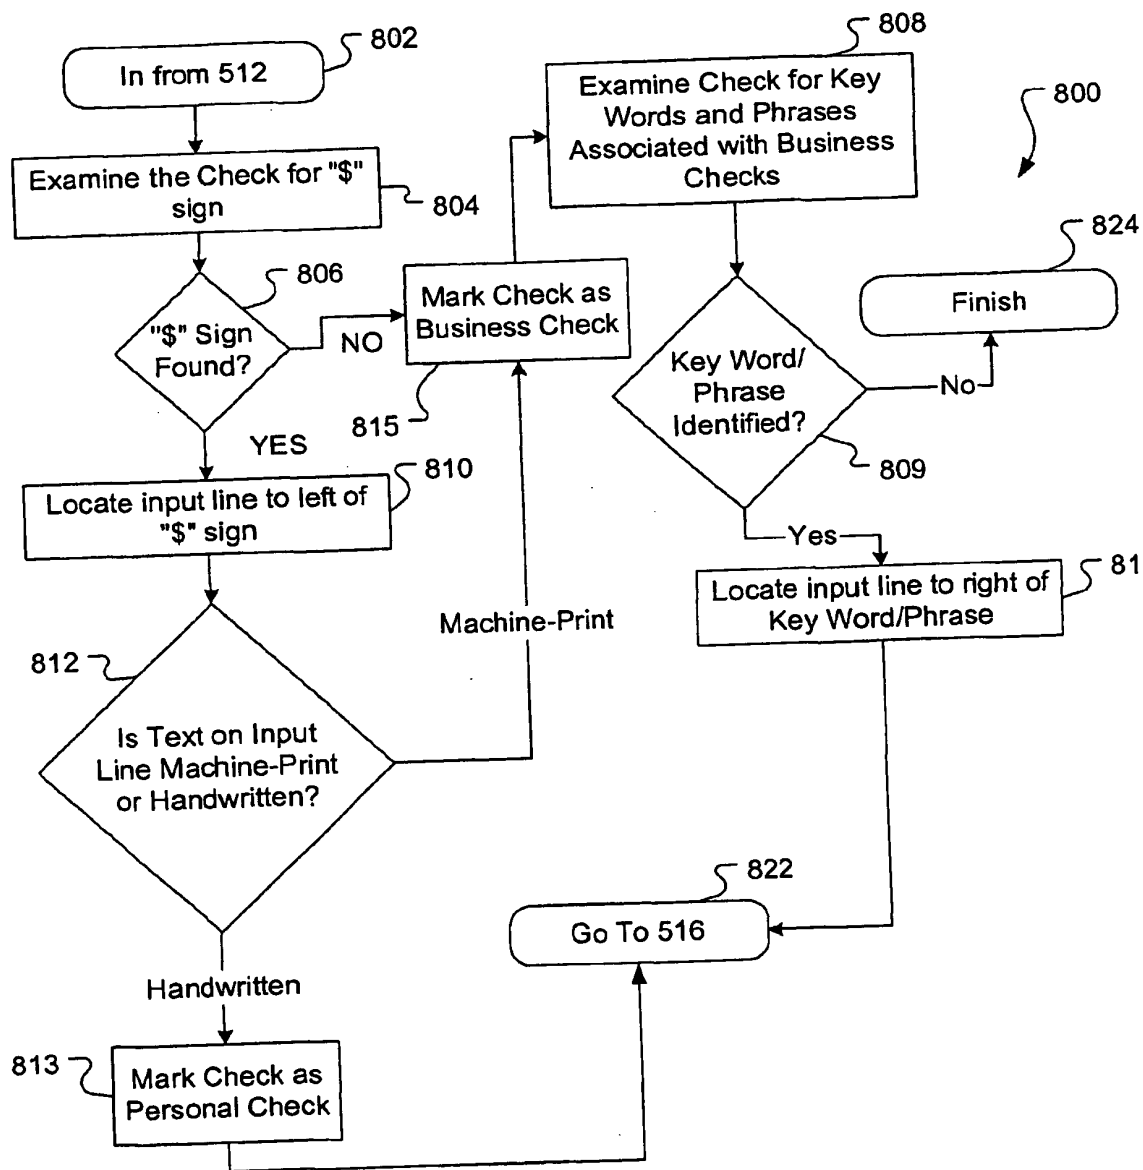 In from 512
802
Examine the Check for "$"
sign
804
"$" Sign
Found?
806
NO
YES
Mark Check as
Business Check
815
Examine Check for Key
Words and Phrases
Associated with Business
Checks
808
800
824
Finish
Key Word/
Phrase
Identified?
No
809
Yes
Locate input line to left of
"$" sign
810
Locate input line to right of
Key Word/Phrase
81
812
Is Text on Input
Line Machine-Print
or Handwritten?
Machine-Print
Handwritten
813
Mark Check as
Personal Check
822
Go To 516